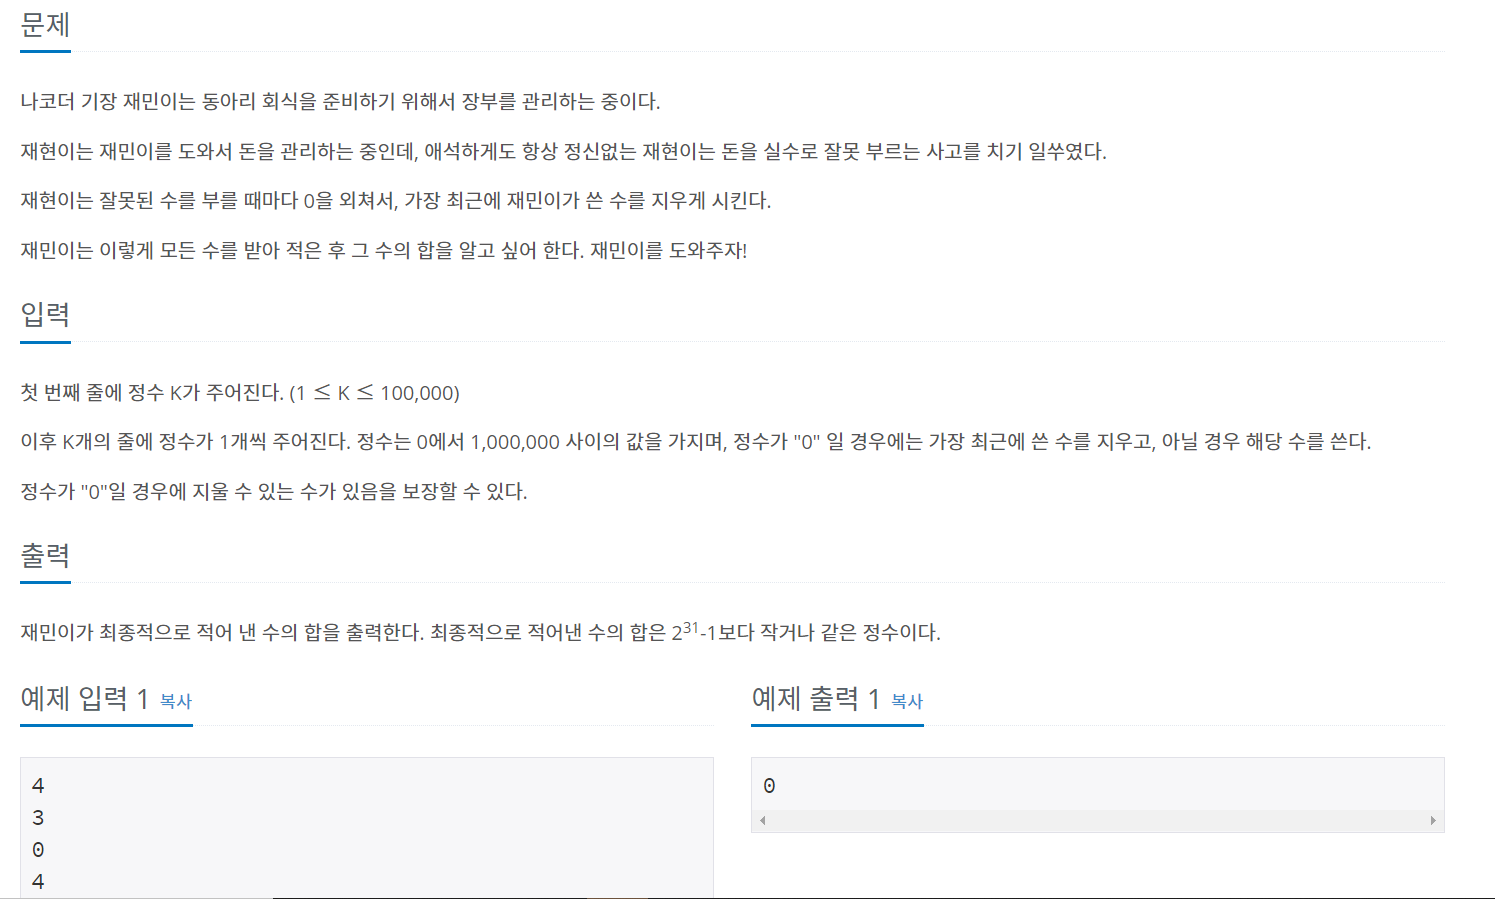 문제
나코더 기장 재민이는 동아리 회식을 준비하기 위해서 장부를 관리하는 중이다.
재현이는 재민이를 도와서 돈을 관리하는 중인데, 애석하게도 항상 정신없는 재현이는 돈을 실수로 잘못 부르는 사고를 치기 일쑤였다.
재현이는 잘못된 수를 부를 때마다 0을 외쳐서, 가장 최근에 재민이가 쓴 수를 지우게 시킨다.
재민이는 이렇게 모든 수를 받아 적은 후 그 수의 합을 알고 싶어 한다. 재민이를 도와주자!
입력
첫 번째 줄에 정수 K가 주어진다. (1 ≤ K ≤ 100,000)
이후 K개의 줄에 정수가 1개씩 주어진다. 정수는 0에서 1,000,000 사이의 값을 가지며, 정수가 "0" 일 경우에는 가장 최근에 쓴 수를 지우고, 아닐 경우 해당 수를 쓴다.
정수가 "0"일 경우에 지울 수 있는 수가 있음을 보장할 수 있다.
출력
재민이가 최종적으로 적어 낸 수의 합을 출력한다. 최종적으로 적어낸 수의 합은 2^31-1보다 작거나 같은 정수이다.
예제 입력 1 복사
4
3
0
4
예제 출력 1 복사
0